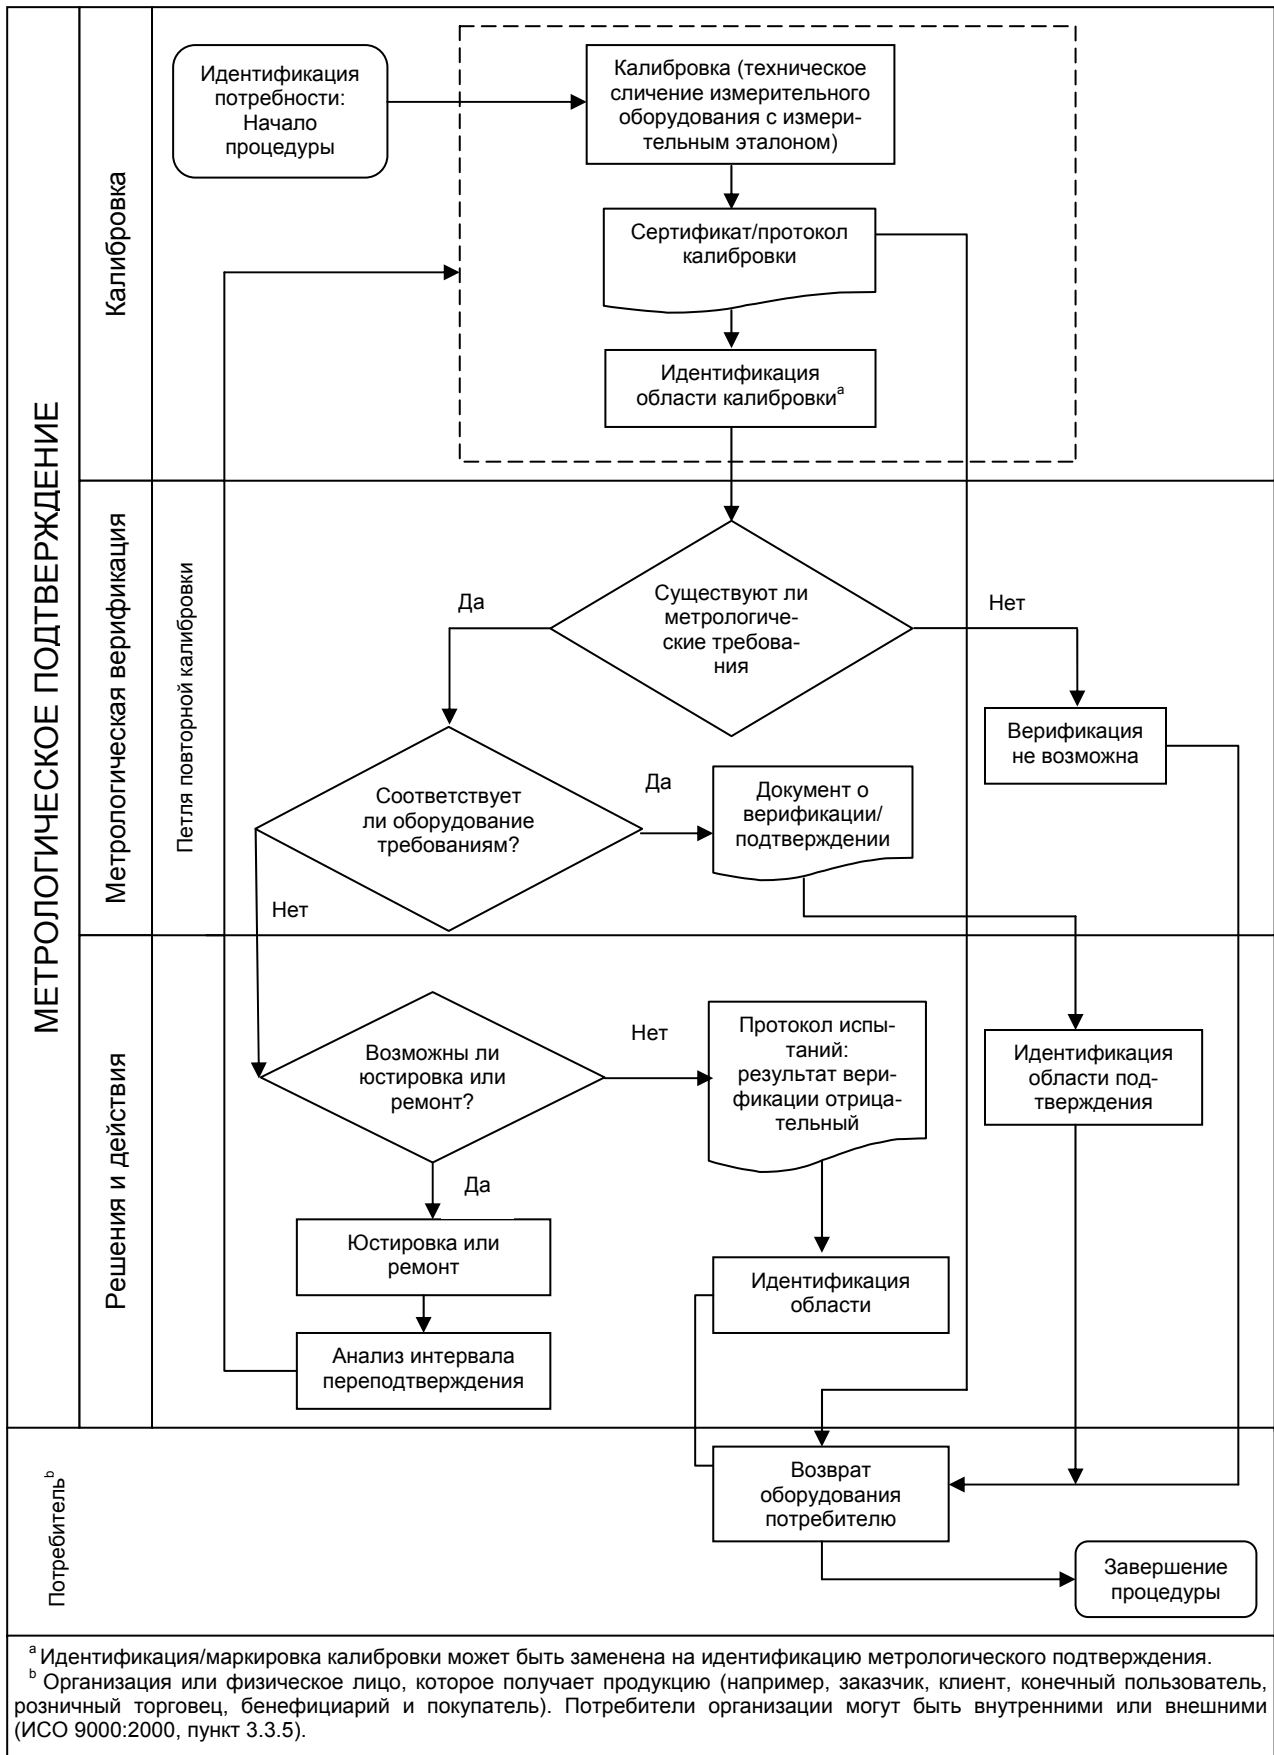 МЕТРОЛОГИЧЕСКОЕ ПОДТВЕРЖДЕНИЕ
Калибровка
Идентификация
потребности:
Начало
процедуры
Калибровка (техническое
сличение измерительного
оборудования с измери-
тельным эталоном)
Сертификат/протокол
калибровки
Идентификация
области калибровкиª
Метрологическая верификация
Петля повторной калибровки
Существуют ли
метрологиче-
ские требова-
ния
Да
Нет
Верификация
не возможна
Соответствует
ли оборудование
требованиям?
Да
Документ о
верификации/
подтверждении
Нет
Решения и действия
Возможны ли
юстировка или
ремонт?
Нет
Протокол испы-
таний:
результат вери-
фикации отрица-
тельный
Идентификация
области под-
тверждения
Да
Юстировка или
ремонт
Идентификация
области
Анализ интервала
переподтверждения
Потребительᵇ
Возврат
оборудования
потребителю
Завершение
процедуры
ª Идентификация/маркировка калибровки может быть заменена на идентификацию метрологического подтверждения.
ᵇ Организация или физическое лицо, которое получает продукцию (например, заказчик, клиент, конечный пользователь,
розничный торговец, бенефициарий и покупатель). Потребители организации могут быть внутренними или внешними
(ИСО 9000:2000, пункт 3.3.5).